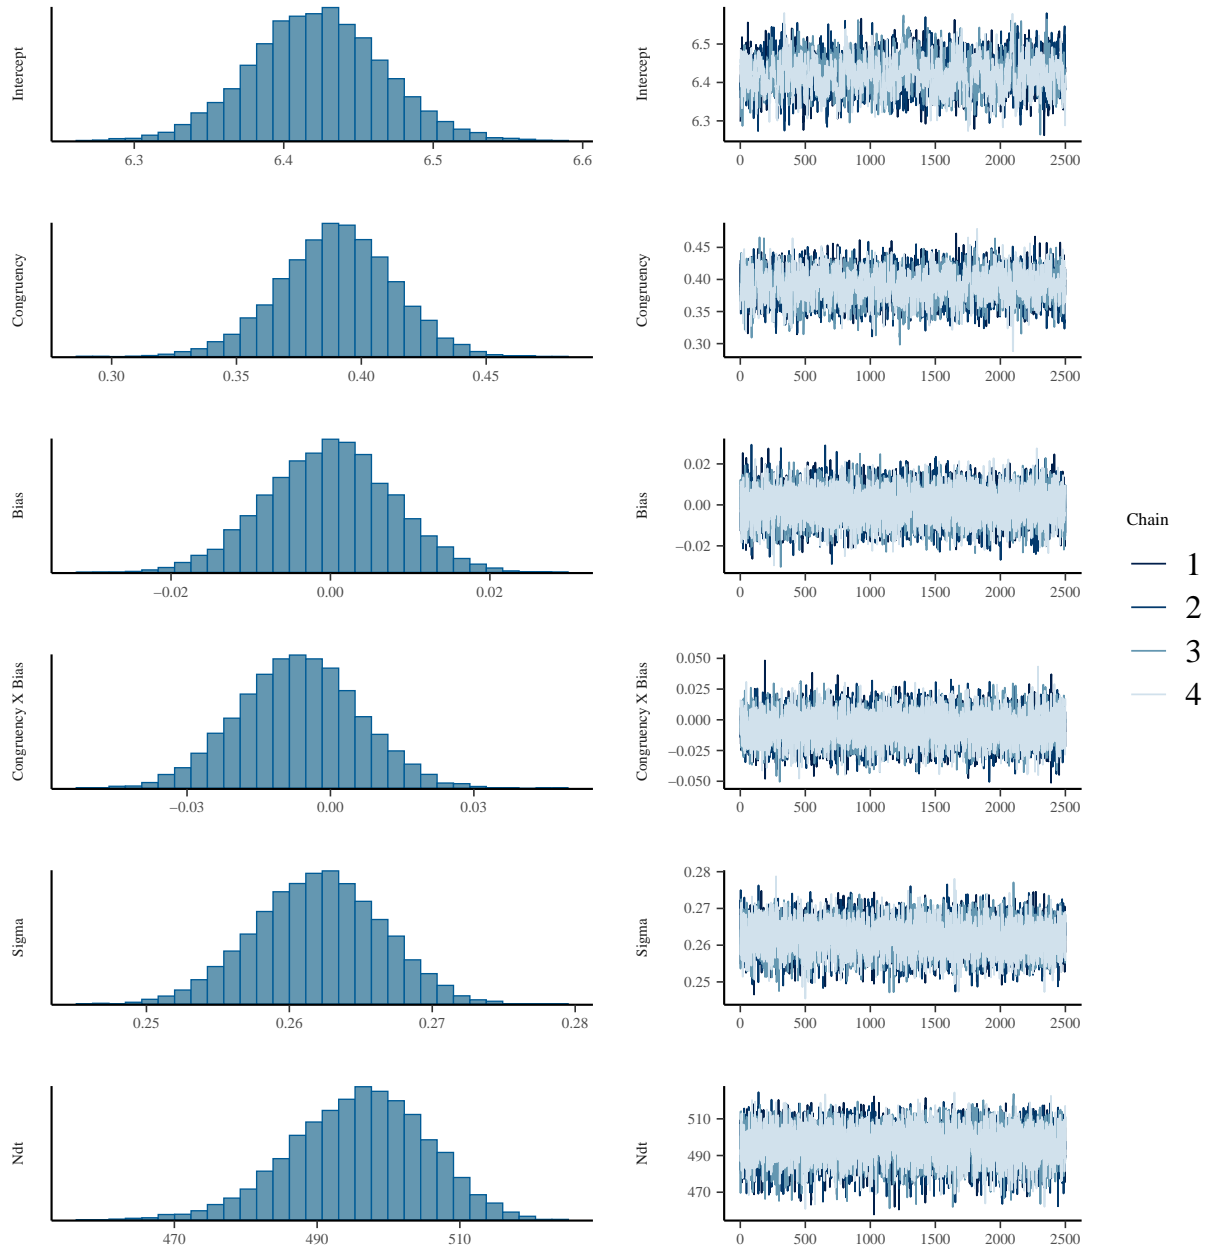 Intercept
6.3 6.4 6.5 6.6
Intercept
6.5
6.4
6.3
0 500 1000 1500 2000 2500
Congruency
0.30 0.35 0.40 0.45
Congruency
0.45
0.40
0.35
0.30
0 500 1000 1500 2000 2500
Bias
−0.02 0.00 0.02
Bias
0.02
0.00
−0.02
0 500 1000 1500 2000 2500
Chain
1
2
3
4
Congruency X Bias
−0.03 0.00 0.03
Congruency X Bias
0.050
0.025
0.000
−0.025
−0.050
0 500 1000 1500 2000 2500
Sigma
0.25 0.26 0.27 0.28
Sigma
0.28
0.27
0.26
0.25
0 500 1000 1500 2000 2500
Ndt
470 490 510
Ndt
510
490
470
0 500 1000 1500 2000 2500